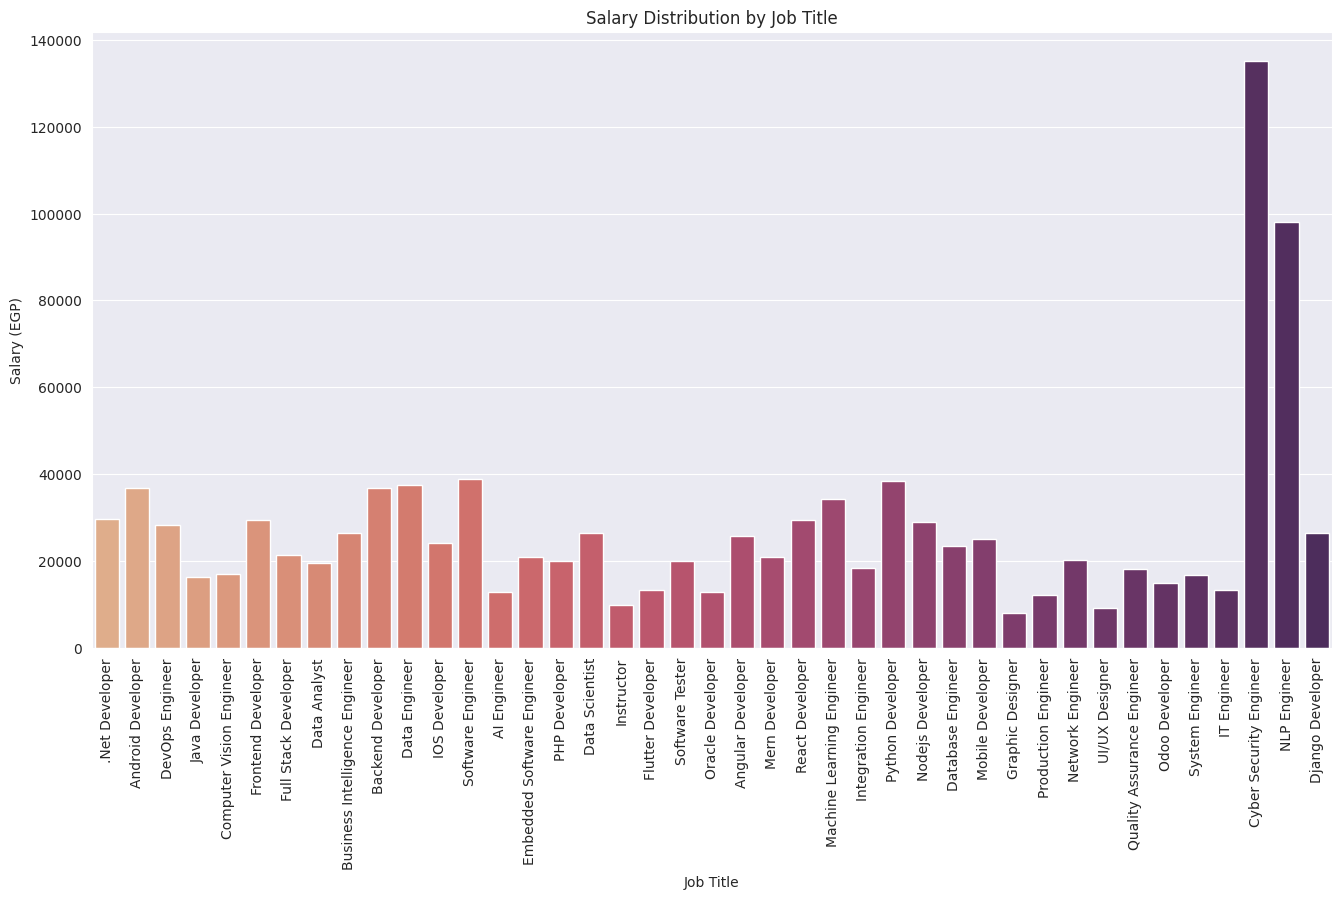 Salary Distribution by Job Title
Salary (EGP)
140000
120000
100000
80000
60000
40000
20000
0
.Net Developer
Android Developer
DevOps Engineer
Java Developer
Computer Vision Engineer
Frontend Developer
Full Stack Developer
Data Analyst
Business Intelligence Engineer
Backend Developer
Data Engineer
IOS Developer
Software Engineer
AI Engineer
Embedded Software Engineer
PHP Developer
Data Scientist
Instructor
Flutter Developer
Software Tester
Oracle Developer
Angular Developer
Mern Developer
React Developer
Machine Learning Engineer
Integration Engineer
Python Developer
Nodejs Developer
Database Engineer
Mobile Developer
Graphic Designer
Production Engineer
Network Engineer
UI/UX Designer
Quality Assurance Engineer
Odoo Developer
System Engineer
IT Engineer
Cyber Security Engineer
NLP Engineer
Django Developer
Job Title